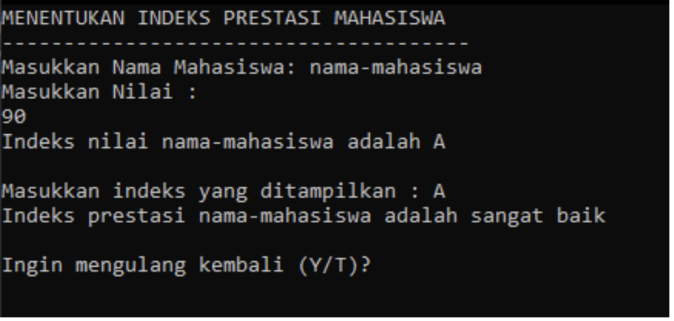 MENENTUKAN INDEKS PRESTASI MAHASISWA
--------------------------------------
Masukkan Nama Mahasiswa: nama-mahasiswa
Masukkan Nilai :
90
Indeks nilai nama-mahasiswa adalah A
Masukkan indeks yang ditampilkan : A
Indeks prestasi nama-mahasiswa adalah sangat baik
Ingin mengulang kembali (Y/T)?